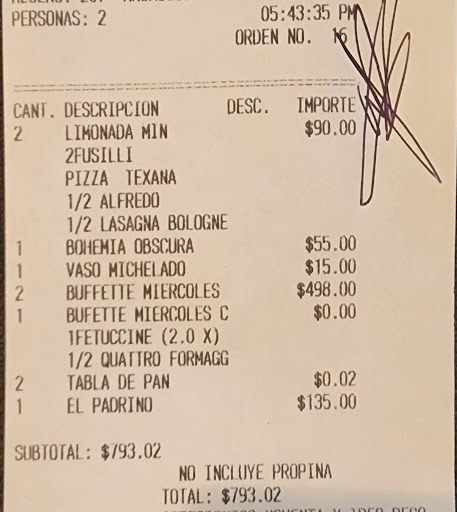 PERSONAS: 2 05:43:35 PM
ORDEN NO. 16
CANT. DESCRIPCION DESC. IMPORTE
2 LIMONADA MIN $90.00
2FUSILLI
PIZZA TEXANA
1/2 ALFREDO
1/2 LASAGNA BOLOGNE
1 BOHEMIA OBSCURA $55.00
1 VASO MICHELADO $15.00
2 BUFFETTE MIERCOLES $498.00
1 BUFETTE MIERCOLES C $0.00
1FETUCCINE (2.0 X)
1/2 QUATTRO FORMAGG
2 TABLA DE PAN $0.02
1 EL PADRINO $135.00
SUBTOTAL: $793.02
NO INCLUYE PROPINA
TOTAL: $793.02